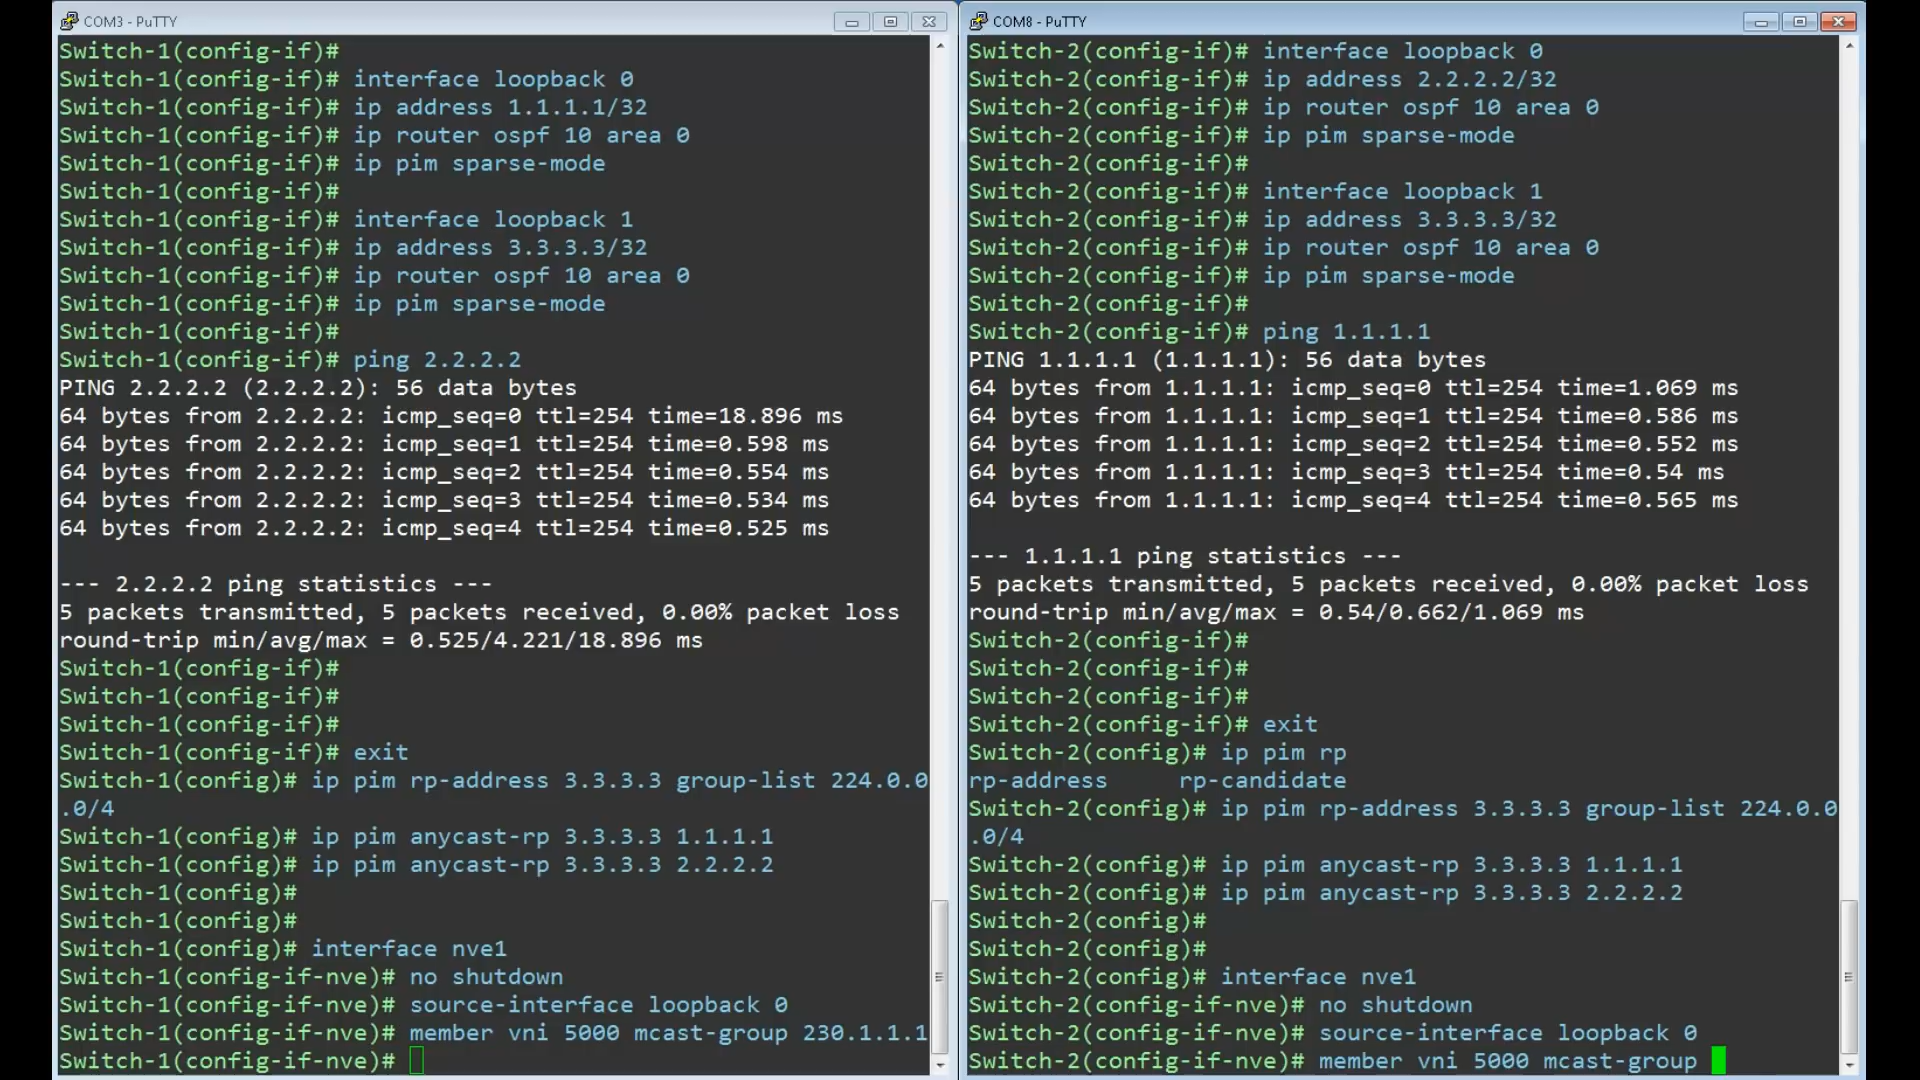 COM3 - PuTTY
Switch-1(config-if)#
Switch-1(config-if)# interface loopback 0
Switch-1(config-if)# ip address 1.1.1.1/32
Switch-1(config-if)# ip router ospf 10 area 0
Switch-1(config-if)# ip pim sparse-mode
Switch-1(config-if)#
Switch-1(config-if)# interface loopback 1
Switch-1(config-if)# ip address 3.3.3.3/32
Switch-1(config-if)# ip router ospf 10 area 0
Switch-1(config-if)# ip pim sparse-mode
Switch-1(config-if)#
Switch-1(config-if)# ping 2.2.2.2
PING 2.2.2.2 (2.2.2.2): 56 data bytes
64 bytes from 2.2.2.2: icmp_seq=0 ttl=254 time=18.896 ms
64 bytes from 2.2.2.2: icmp_seq=1 ttl=254 time=0.598 ms
64 bytes from 2.2.2.2: icmp_seq=2 ttl=254 time=0.554 ms
64 bytes from 2.2.2.2: icmp_seq=3 ttl=254 time=0.534 ms
64 bytes from 2.2.2.2: icmp_seq=4 ttl=254 time=0.525 ms
--- 2.2.2.2 ping statistics ---
5 packets transmitted, 5 packets received, 0.00% packet loss
round-trip min/avg/max = 0.525/4.221/18.896 ms
Switch-1(config-if)#
Switch-1(config-if)#
Switch-1(config-if)#
Switch-1(config-if)# exit
Switch-1(config)# ip pim rp-address 3.3.3.3 group-list 224.0.0
.0/4
Switch-1(config)# ip pim anycast-rp 3.3.3.3 1.1.1.1
Switch-1(config)# ip pim anycast-rp 3.3.3.3 2.2.2.2
Switch-1(config)#
Switch-1(config)#
Switch-1(config)# interface nve1
Switch-1(config-if-nve)# no shutdown
Switch-1(config-if-nve)# source-interface loopback 0
Switch-1(config-if-nve)# member vni 5000 mcast-group 230.1.1.1
Switch-1(config-if-nve)#
COM8 - PuTTY
Switch-2(config-if)# interface loopback 0
Switch-2(config-if)# ip address 2.2.2.2/32
Switch-2(config-if)# ip router ospf 10 area 0
Switch-2(config-if)# ip pim sparse-mode
Switch-2(config-if)#
Switch-2(config-if)# interface loopback 1
Switch-2(config-if)# ip address 3.3.3.3/32
Switch-2(config-if)# ip router ospf 10 area 0
Switch-2(config-if)# ip pim sparse-mode
Switch-2(config-if)#
Switch-2(config-if)# ping 1.1.1.1
PING 1.1.1.1 (1.1.1.1): 56 data bytes
64 bytes from 1.1.1.1: icmp_seq=0 ttl=254 time=1.069 ms
64 bytes from 1.1.1.1: icmp_seq=1 ttl=254 time=0.586 ms
64 bytes from 1.1.1.1: icmp_seq=2 ttl=254 time=0.552 ms
64 bytes from 1.1.1.1: icmp_seq=3 ttl=254 time=0.54 ms
64 bytes from 1.1.1.1: icmp_seq=4 ttl=254 time=0.565 ms
--- 1.1.1.1 ping statistics ---
5 packets transmitted, 5 packets received, 0.00% packet loss
round-trip min/avg/max = 0.54/0.662/1.069 ms
Switch-2(config-if)#
Switch-2(config-if)#
Switch-2(config-if)#
Switch-2(config-if)# exit
Switch-2(config)# ip pim rp
rp-address     rp-candidate
Switch-2(config)# ip pim rp-address 3.3.3.3 group-list 224.0.0
.0/4
Switch-2(config)# ip pim anycast-rp 3.3.3.3 1.1.1.1
Switch-2(config)# ip pim anycast-rp 3.3.3.3 2.2.2.2
Switch-2(config)#
Switch-2(config)#
Switch-2(config)# interface nve1
Switch-2(config-if-nve)# no shutdown
Switch-2(config-if-nve)# source-interface loopback 0
Switch-2(config-if-nve)# member vni 5000 mcast-group